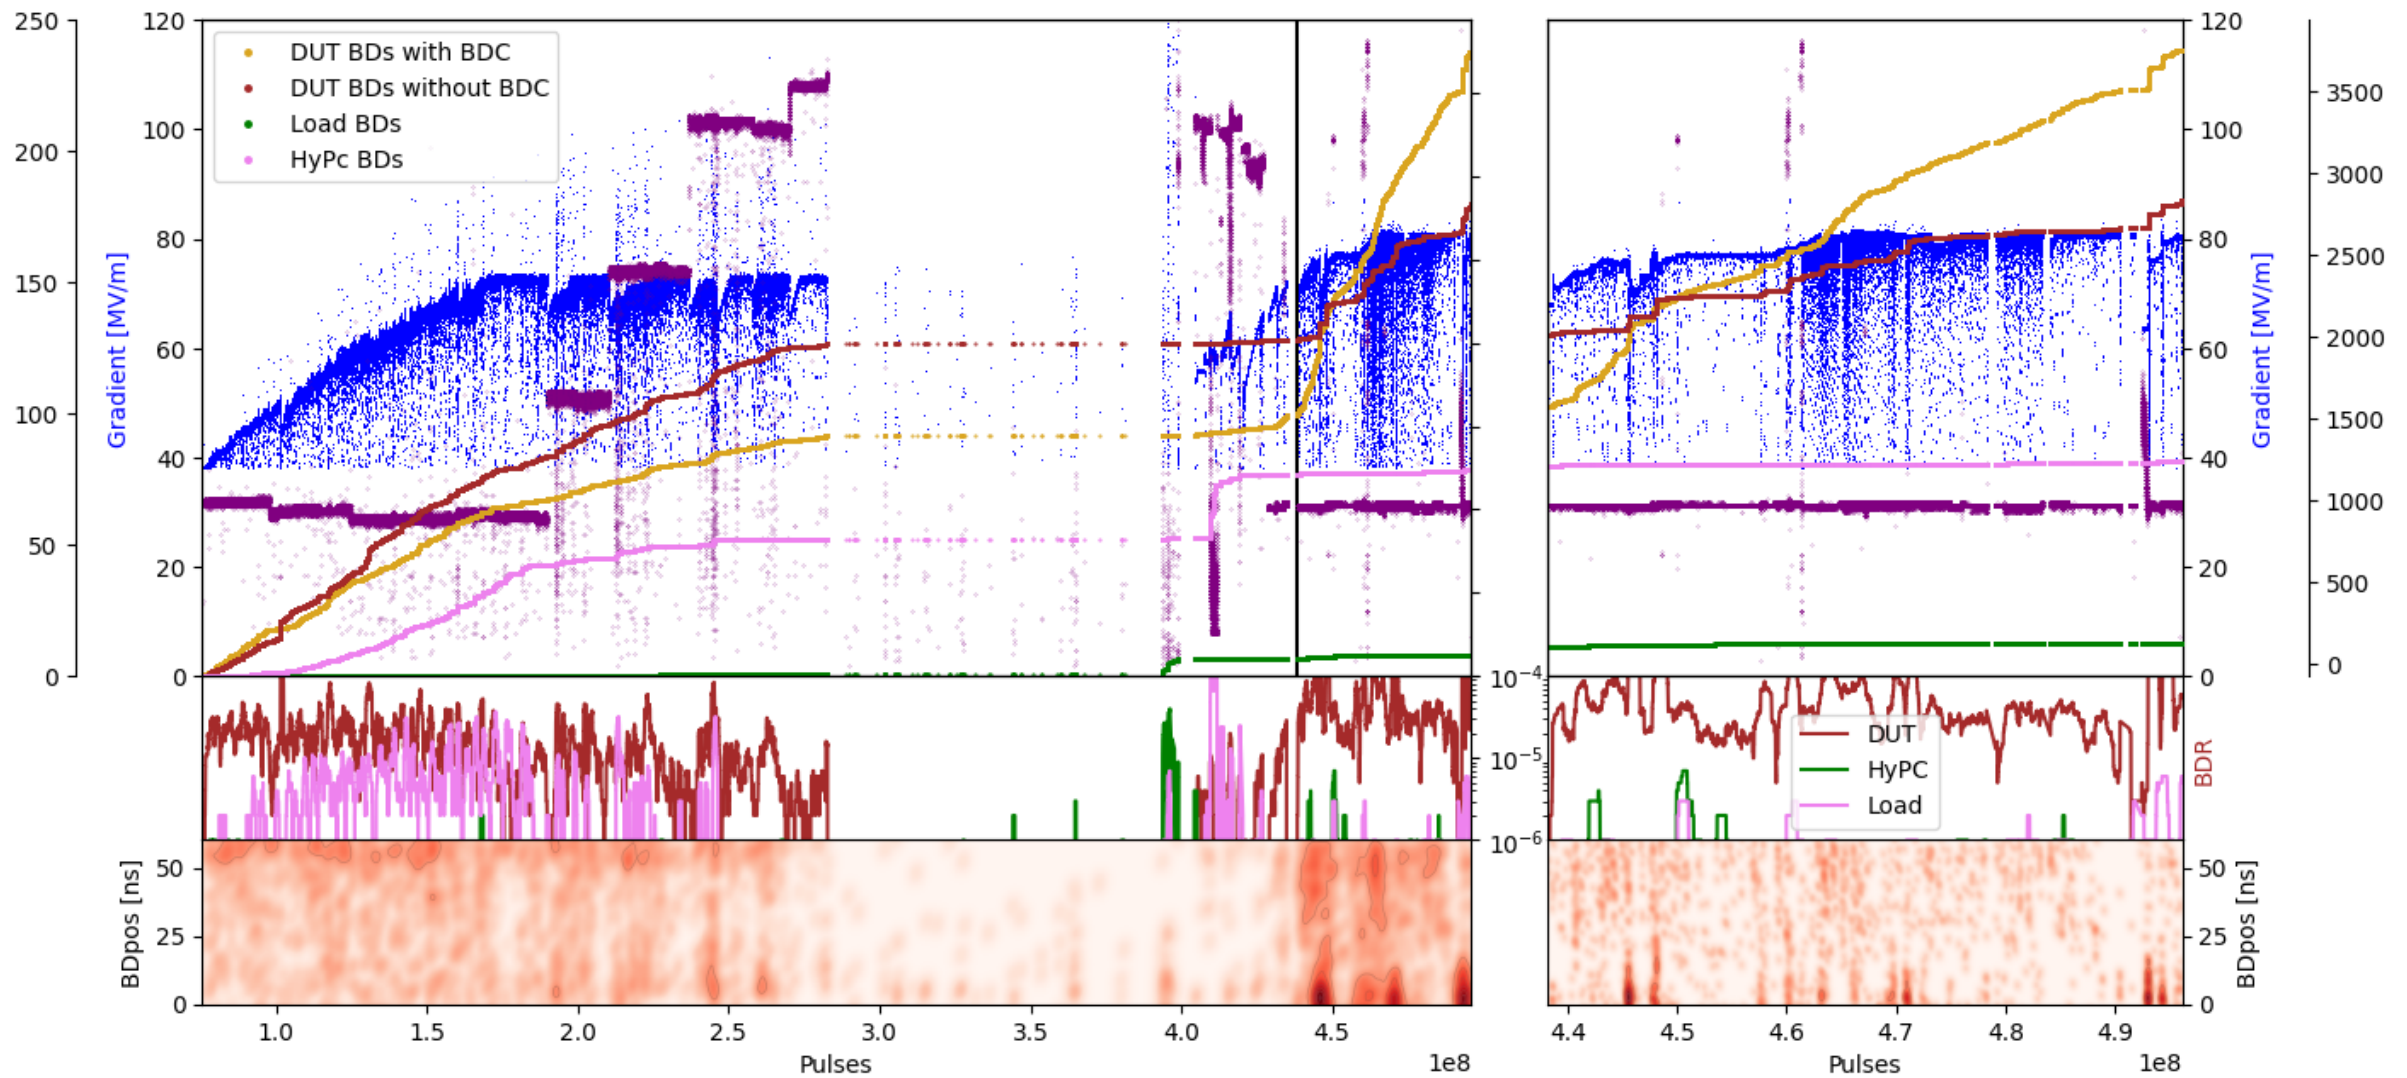 250
200
150
100
50
0
Gradient [MV/m]
120
100
80
60
40
20
0
DUT BDs with BDC
DUT BDs without BDC
Load BDs
HyPc BDs
120
100
80
60
40
20
0
Gradient [MV/m]
3500
3000
2500
2000
1500
1000
500
0
10⁻⁴
10⁻⁵
10⁻⁶
BDR
DUT
HyPC
Load
BDpos [ns]
50
25
0
50
25
0
BDpos [ns]
1.0 1.5 2.0 2.5 3.0 3.5 4.0 4.5
Pulses
1e8
4.4 4.5 4.6 4.7 4.8 4.9
Pulses
1e8